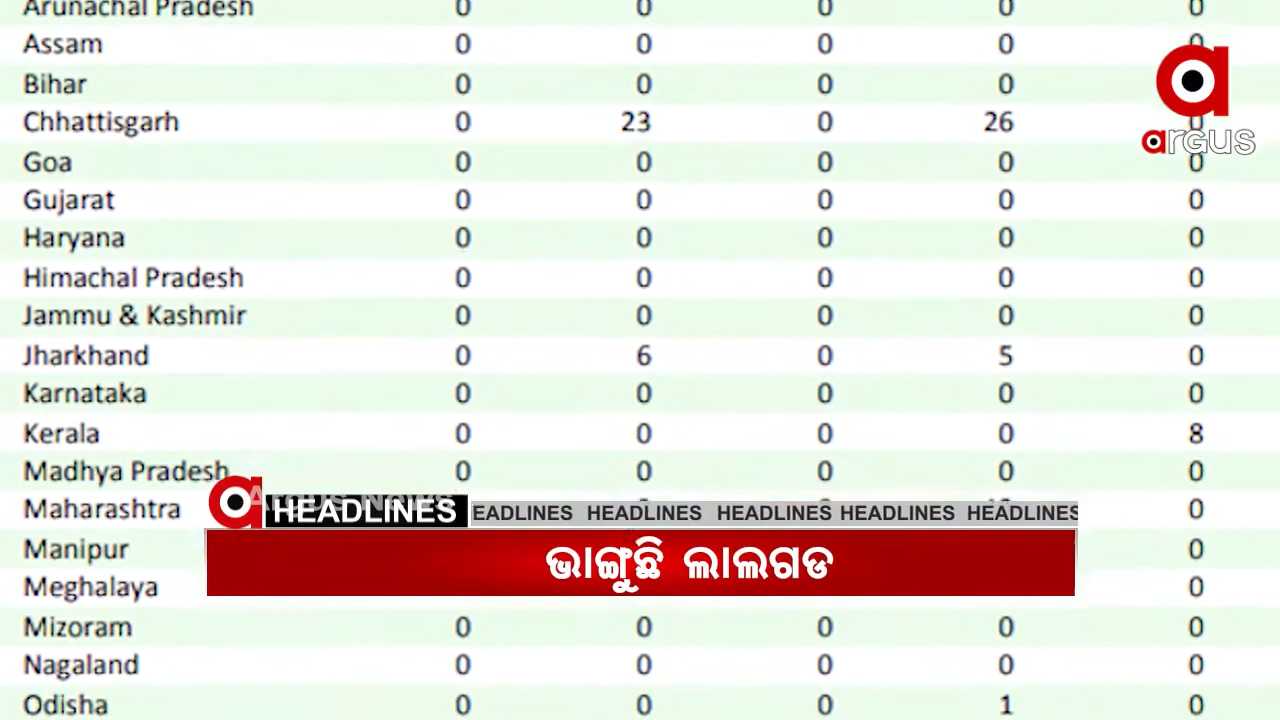 Arunachal Pradesh 0 0 0 0 0
Assam 0 0 0 0 0
Bihar 0 0 0 0 0
Chhattisgarh 0 23 0 26 0
argus
Goa 0 0 0 0 0
Gujarat 0 0 0 0 0
Haryana 0 0 0 0 0
Himachal Pradesh 0 0 0 0 0
Jammu & Kashmir 0 0 0 0 0
Jharkhand 0 6 0 5 0
Karnataka 0 0 0 0 0
Kerala 0 0 0 0 8
Madhya Pradesh 0 0 0 0 0
Argus News
Maharashtra 0
HEADLINES EADLINES HEADLINES HEADLINES HEADLINES HEADLINES
ଭାଙ୍ଗୁଛି ଲାଲଗଡ
Manipur 0
Meghalaya 0
Mizoram 0 0 0 0 0
Nagaland 0 0 0 0 0
Odisha 0 0 0 1 0